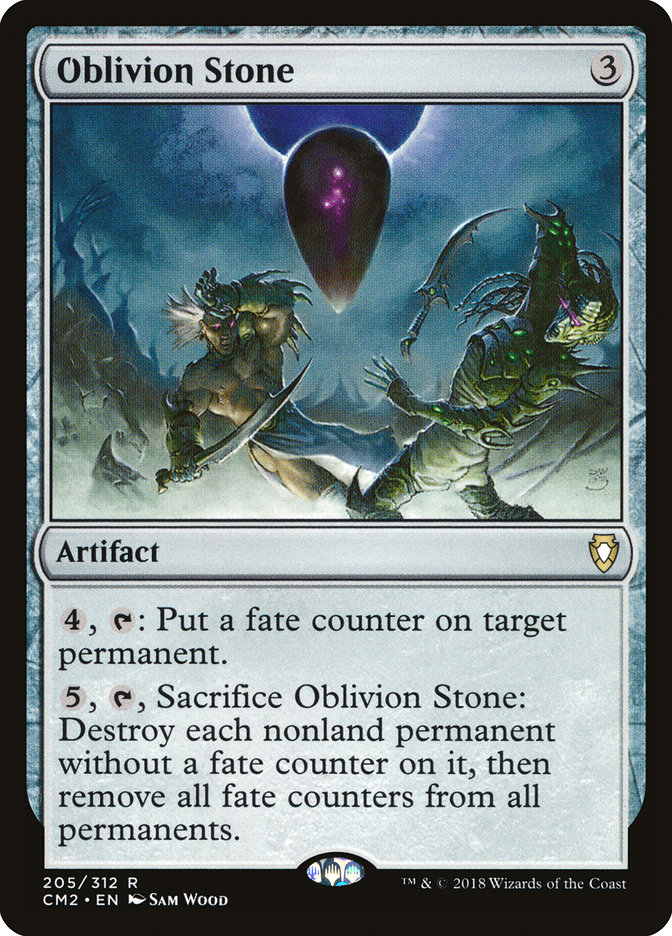 Oblivion Stone 3
Artifact
4, : Put a fate counter on target
permanent.
5, , Sacrifice Oblivion Stone:
Destroy each nonland permanent
without a fate counter on it, then
remove all fate counters from all
permanents.
205/312 R
CM2 • EN Sam Wood
™ & © 2018 Wizards of the Coast